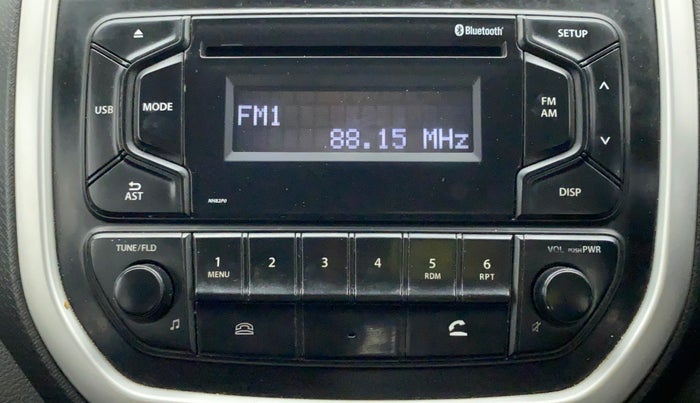 Bluetooth
SETUP
USB
MODE
FM
AM
FM1
88.15 MHz
AST
DISP
TUNE/FLD
1
MENU
2
3
4
5
RDM
6
RPT
VOL PUSH PWR